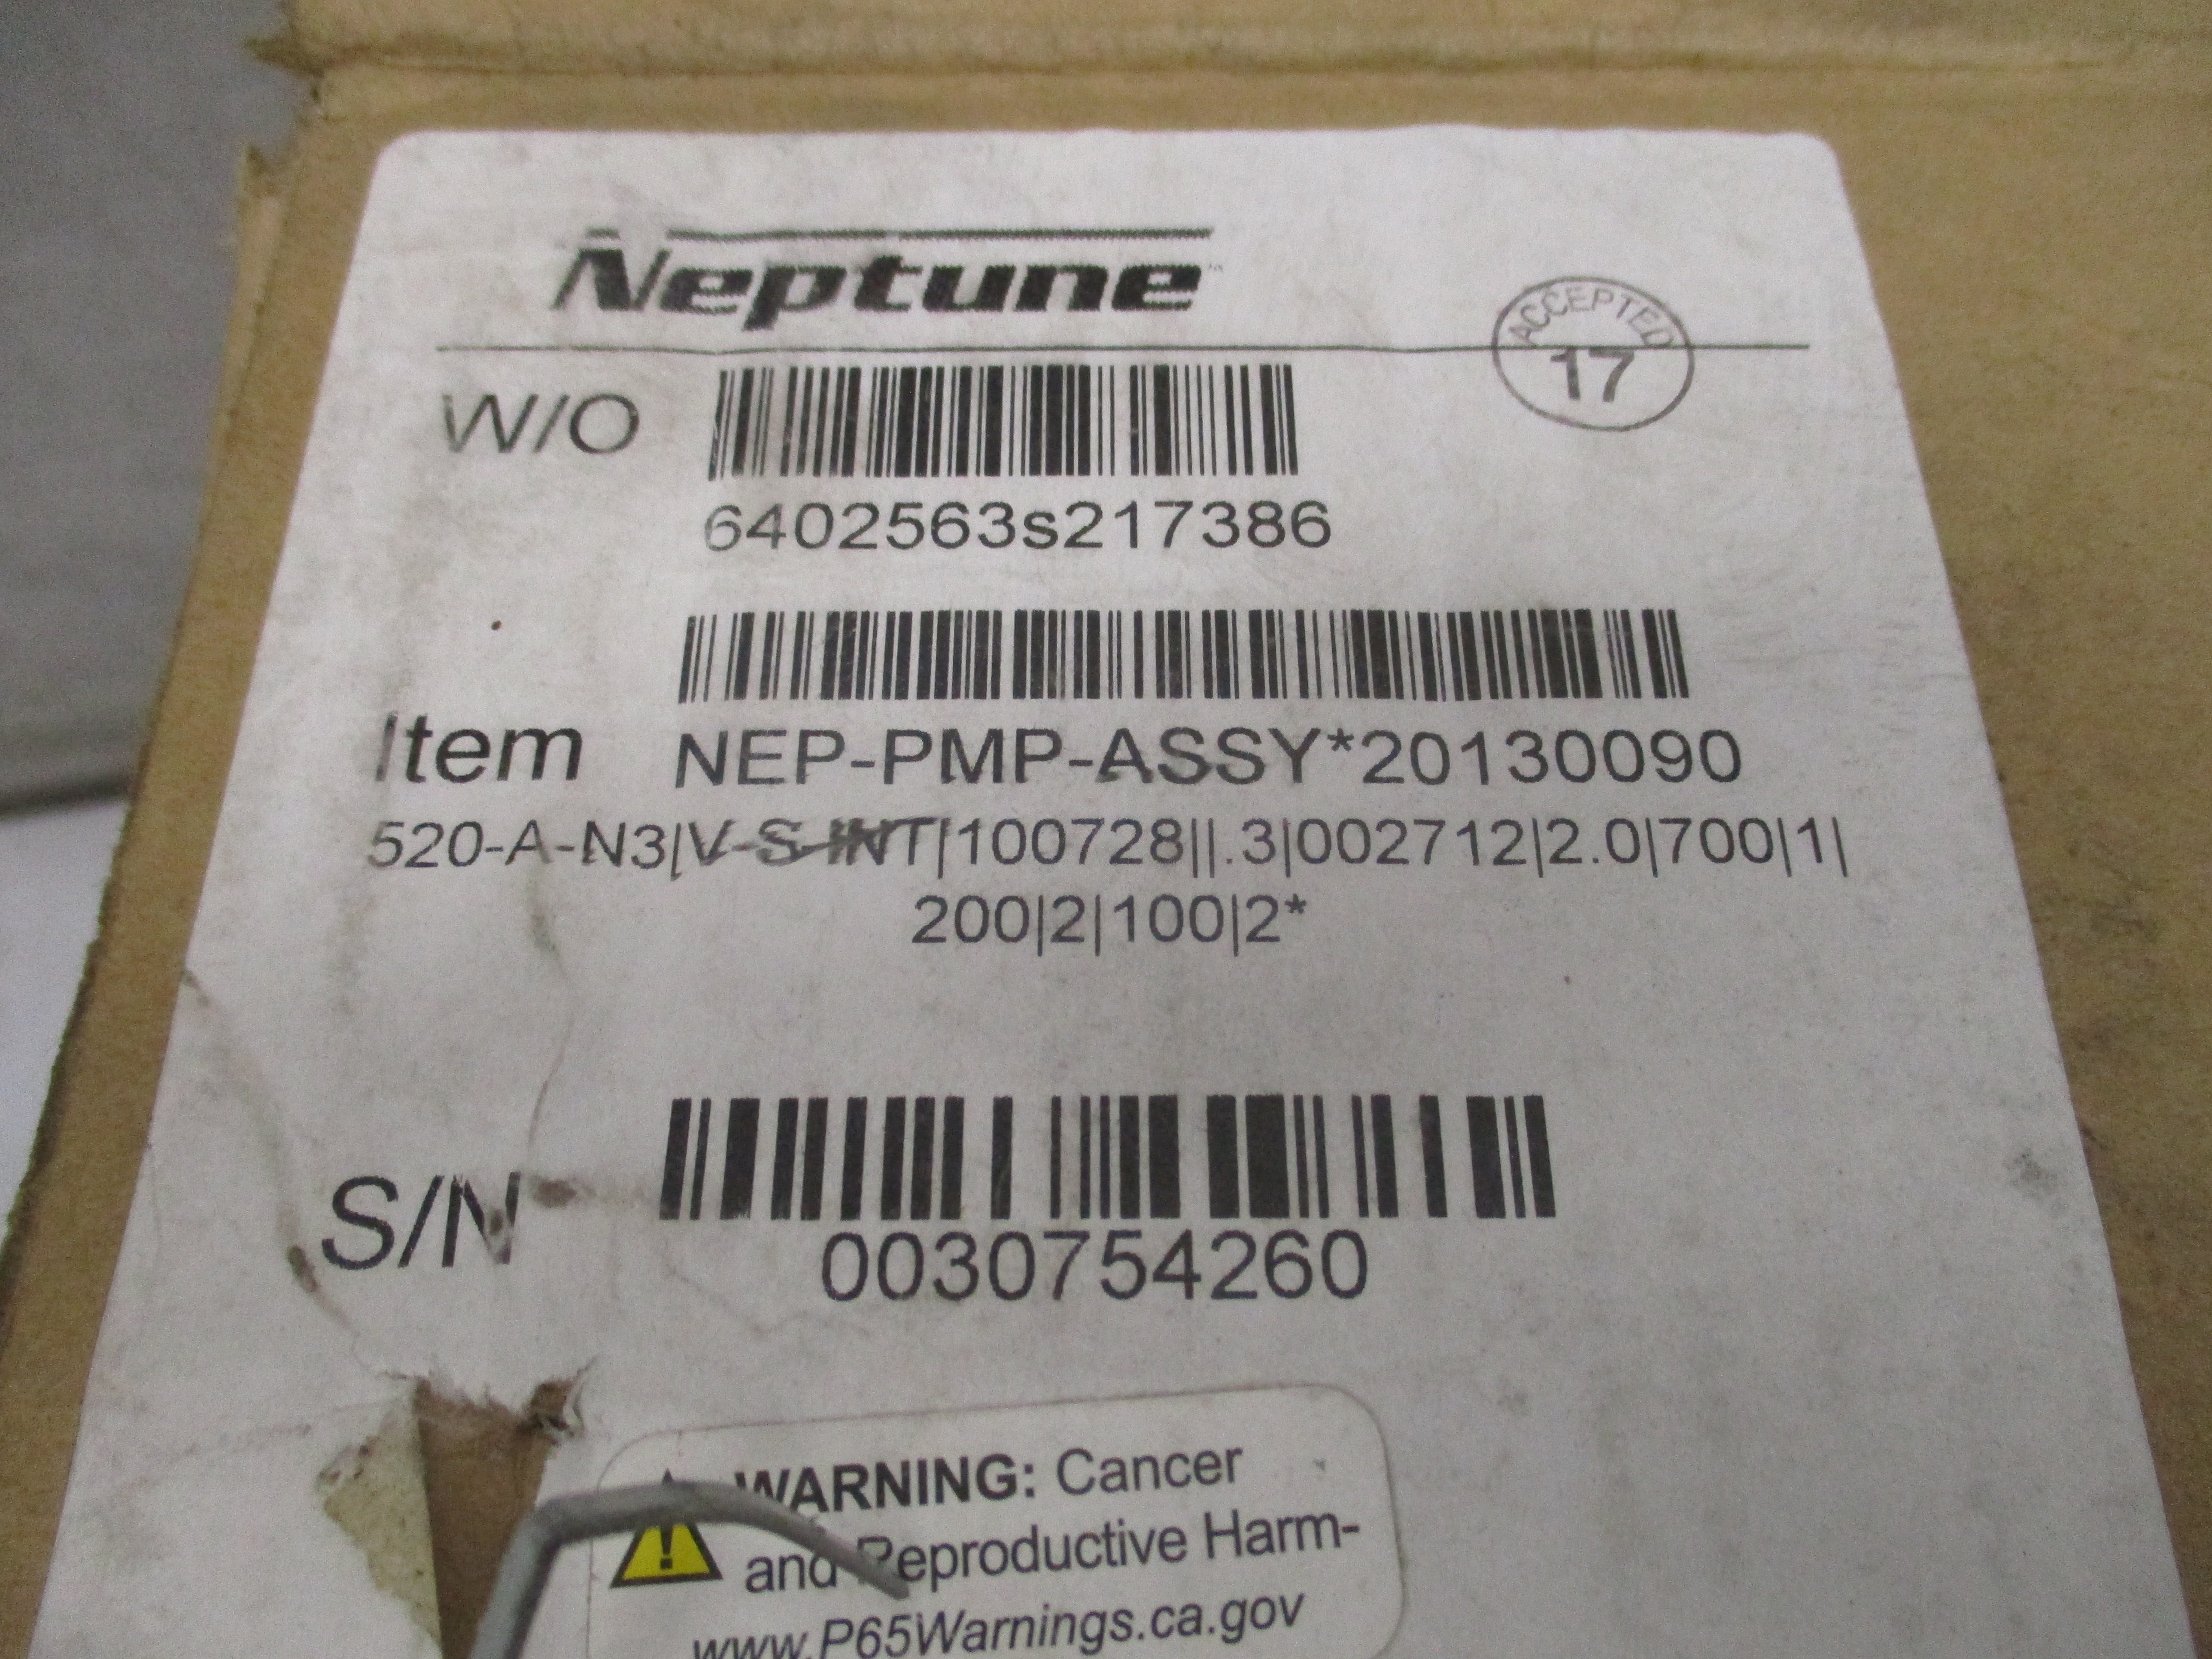 Neptune
ACCEPTED
17
W/O
6402563s217386
Item NEP-PMP-ASSY*20130090
520-A-N3|V-S-INT|100728||.3|002712|2.0|700|1|
200|2|100|2*
S/N
0030754260
WARNING: Cancer
and Reproductive Harm-
www.P65Warnings.ca.gov